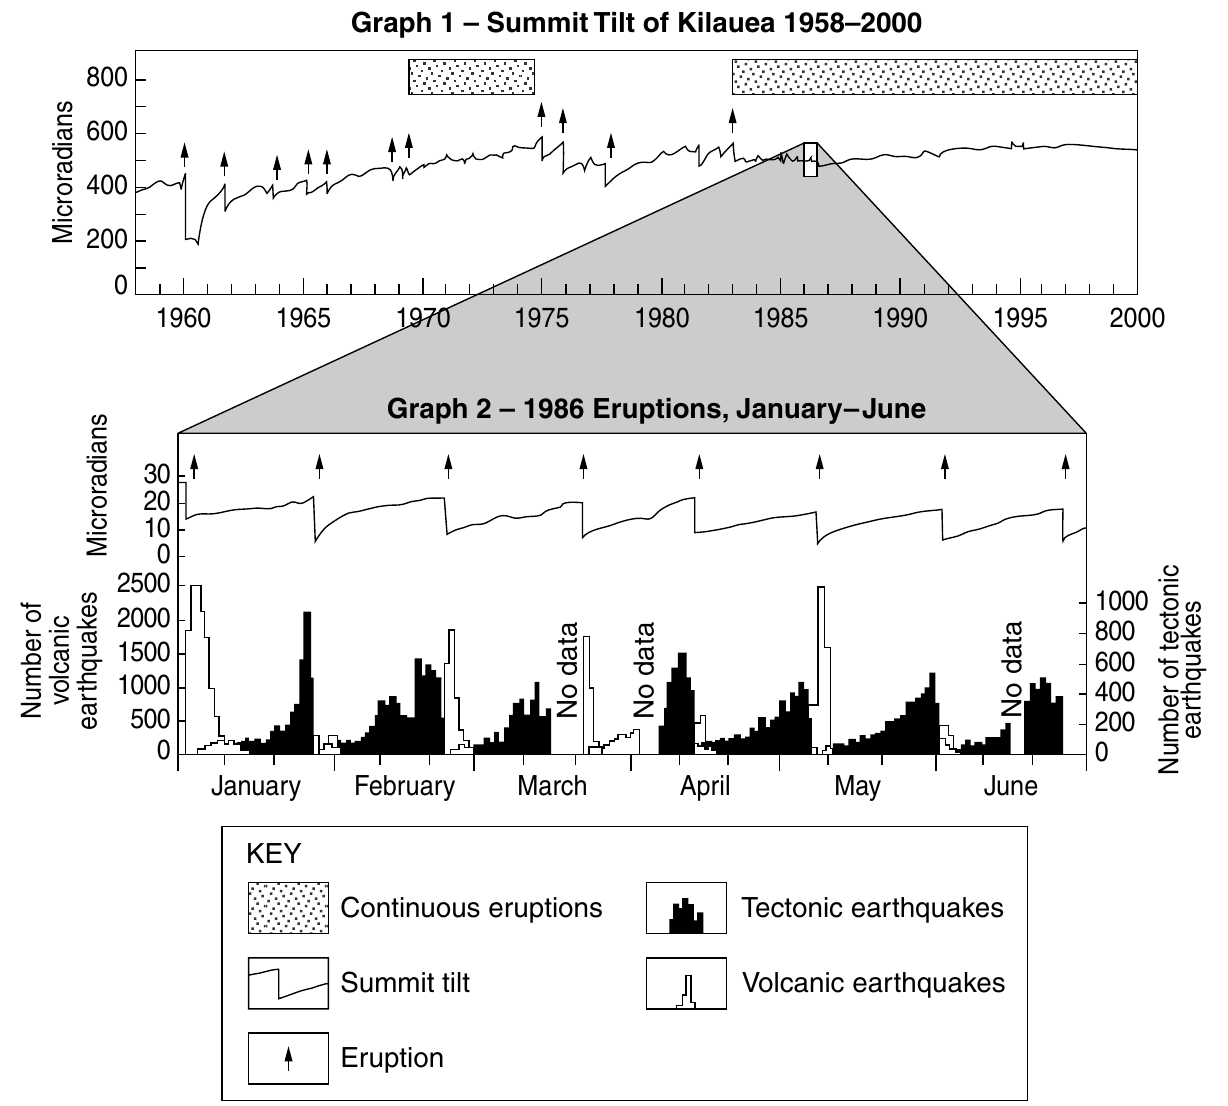 Graph 1 – Summit Tilt of Kilauea 1958–2000
Microradians
800
600
400
200
0
1960 1965 1970 1975 1980 1985 1990 1995 2000
Graph 2 – 1986 Eruptions, January–June
Microradians
30
20
10
0
Number of
volcanic
earthquakes
2500
2000
1500
1000
500
0
No data
No data
No data
1000
800
600
400
200
0
Number of tectonic
earthquakes
January February March April May June
KEY
Continuous eruptions
Tectonic earthquakes
Summit tilt
Volcanic earthquakes
Eruption